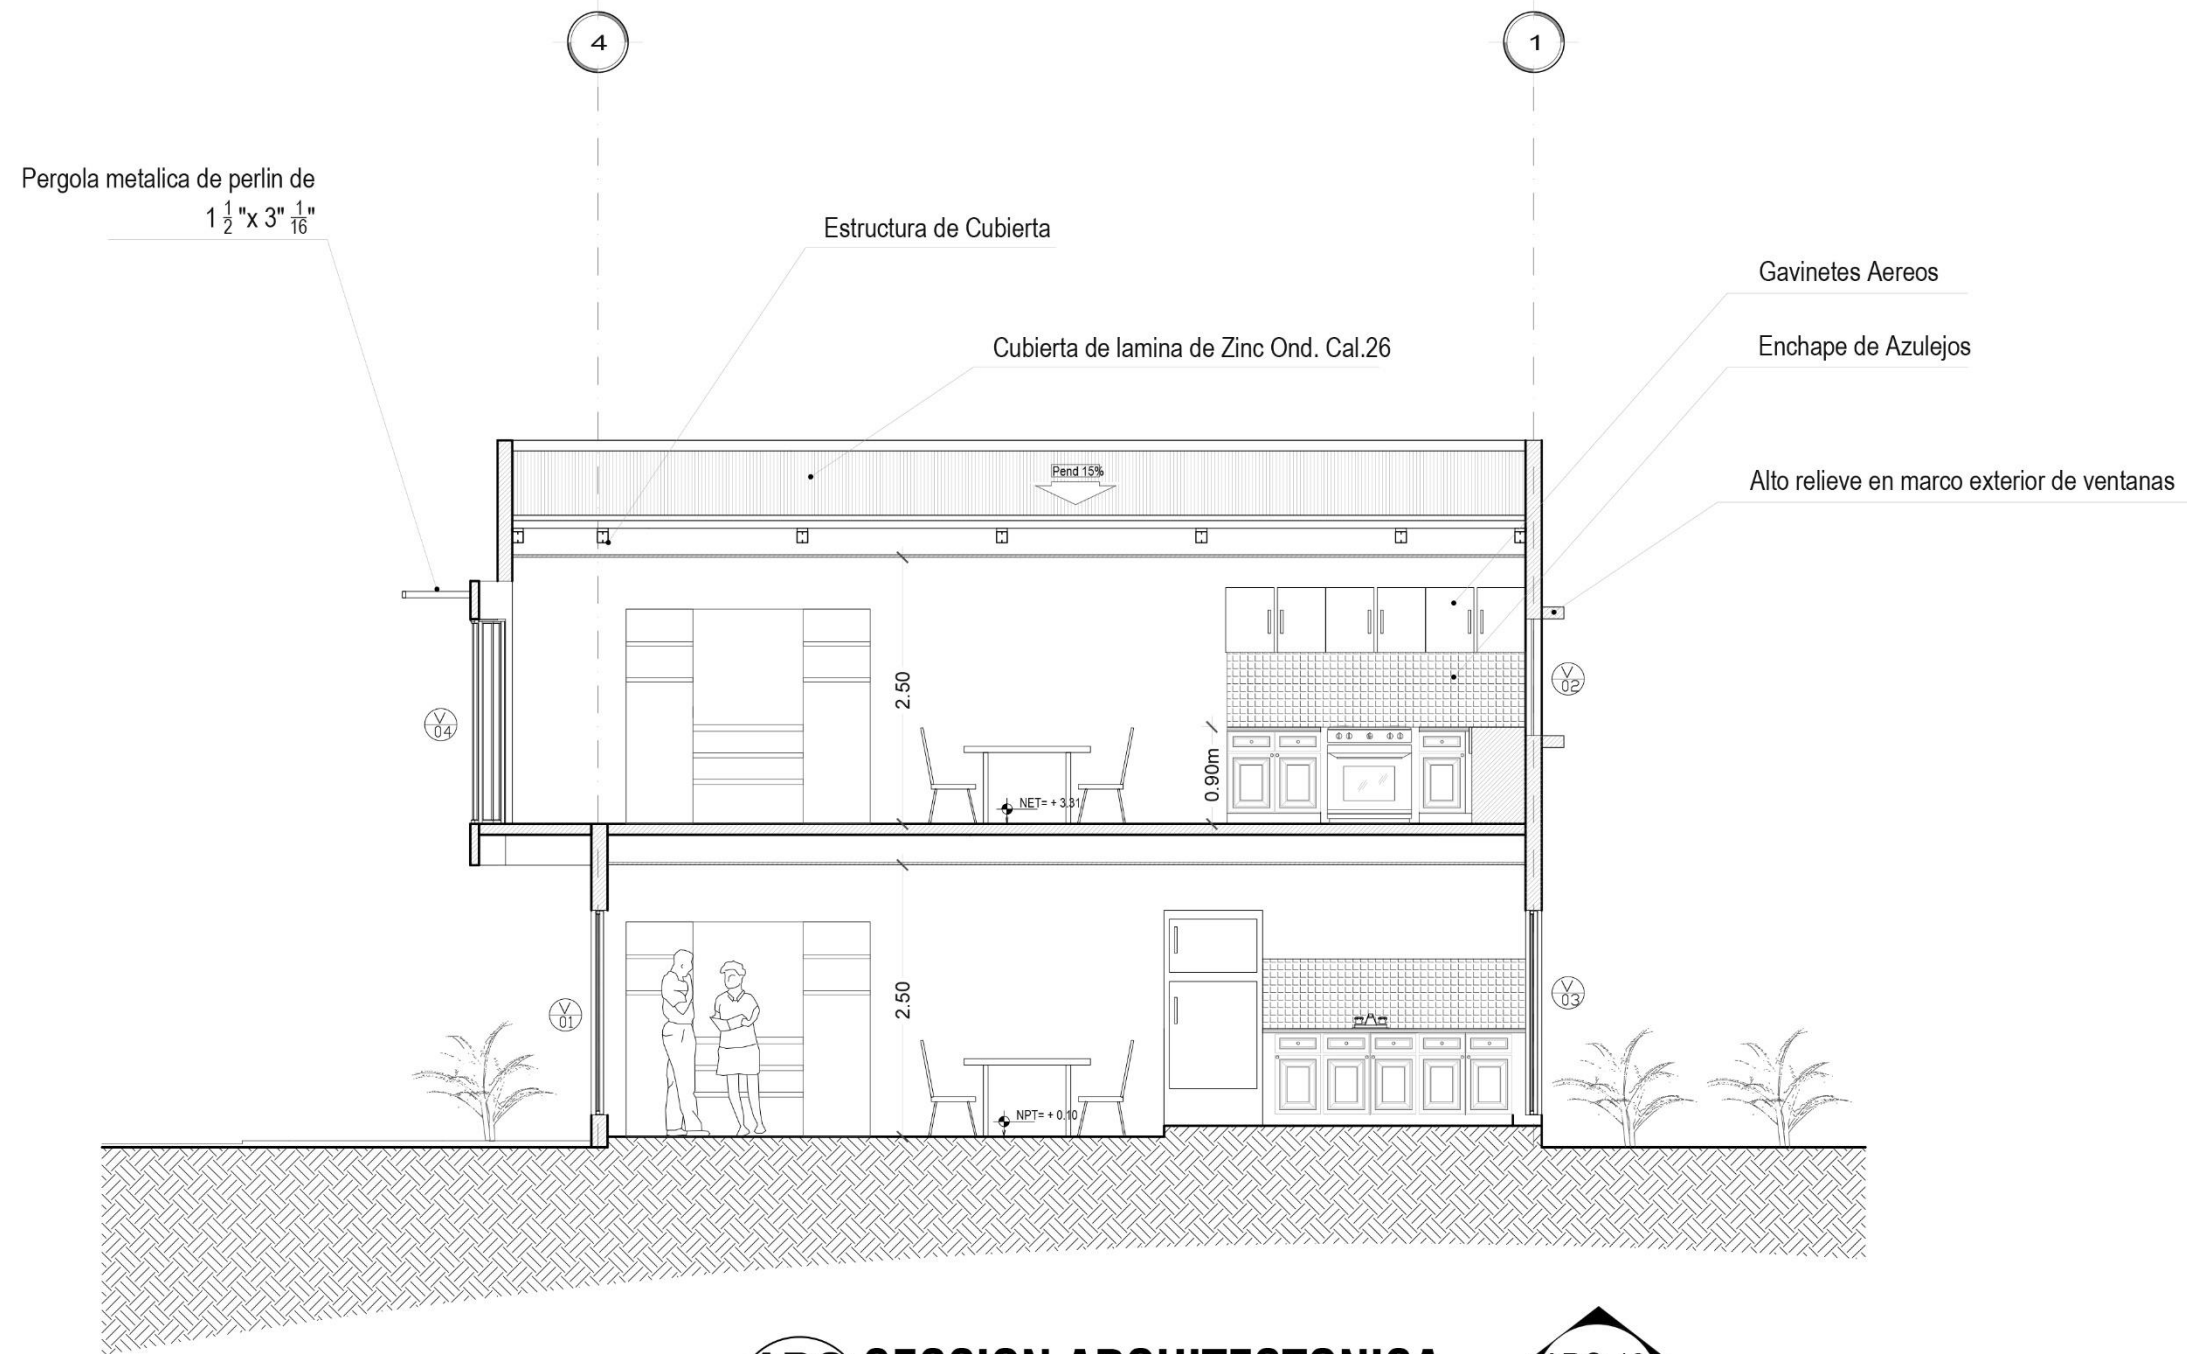 4
1
Pergola metalica de perlin de
1 1/2 "x 3" 1/16"
Estructura de Cubierta
Gavinetes Aereos
Cubierta de lamina de Zinc Ond. Cal.26
Enchape de Azulejos
Pend 15%
Alto relieve en marco exterior de ventanas
2.50
V
02
V
04
0.90m
NET= + 3.31
2.50
V
01
V
03
NPT= + 0.10
SECCION ARQUITECTONICA